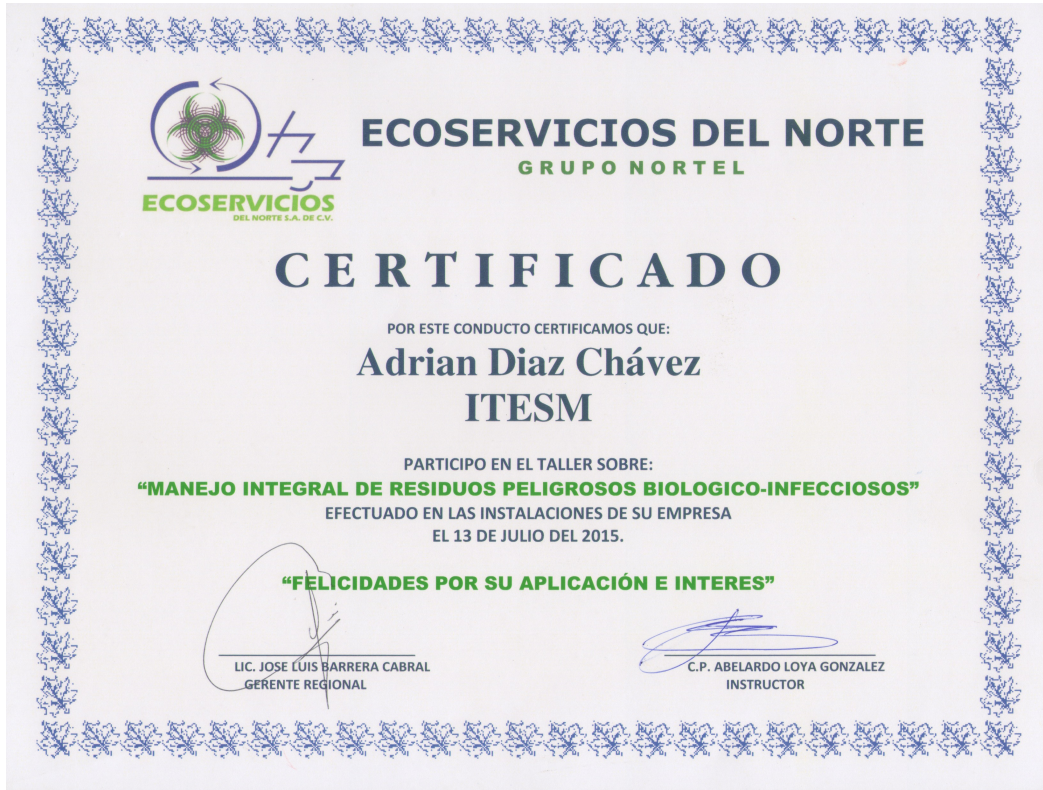 ECOSERVICIOS DEL NORTE
GRUPO NORTEL
ECOSERVICIOS
DEL NORTE S.A. DE C.V.
CERTIFICADO
POR ESTE CONDUCTO CERTIFICAMOS QUE:
Adrian Diaz Chávez
ITESM
PARTICIPO EN EL TALLER SOBRE:
“MANEJO INTEGRAL DE RESIDUOS PELIGROSOS BIOLOGICO-INFECCIOSOS”
EFECTUADO EN LAS INSTALACIONES DE SU EMPRESA
EL 13 DE JULIO DEL 2015.
“FELICIDADES POR SU APLICACIÓN E INTERES”
LIC. JOSE LUIS BARRERA CABRAL
GERENTE REGIONAL
C.P. ABELARDO LOYA GONZALEZ
INSTRUCTOR